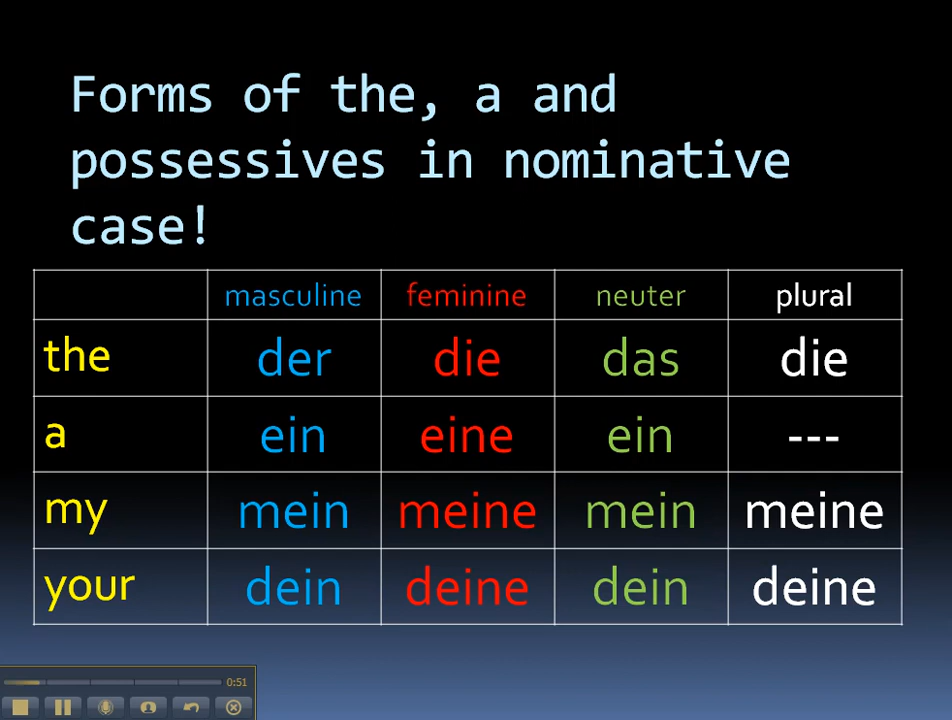 Forms of the, a and
possessives in nominative
case!
masculine feminine neuter plural
the der die das die
a ein eine ein ---
my mein meine mein meine
your dein deine dein deine
0:51